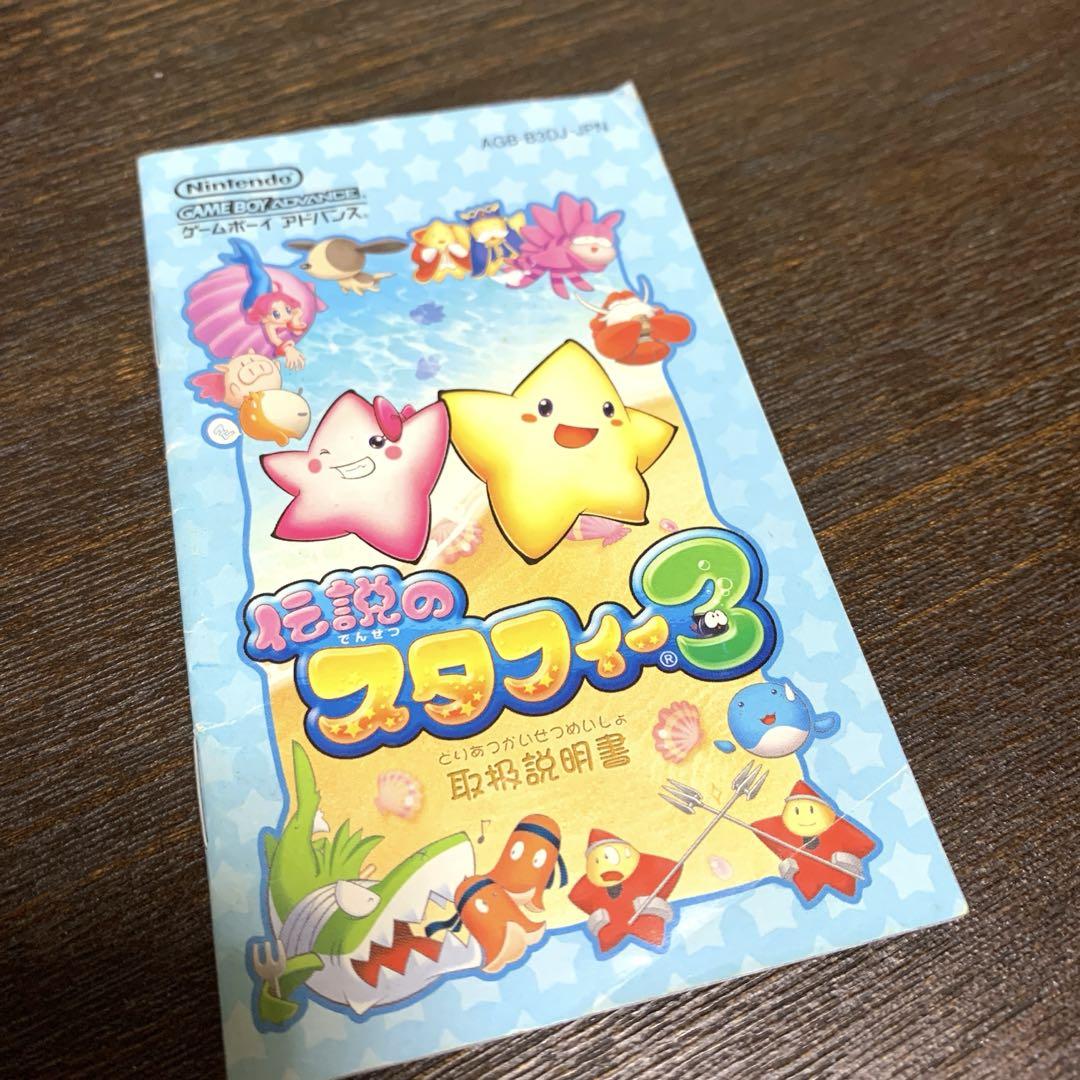 AGB-B3DJ-JPN
Nintendo
GAME BOY ADVANCE™
ゲームボーイ アドバンス®
伝説の
でんせつ
スタフィー®3
とりあつかいせつめいしょ
取扱説明書